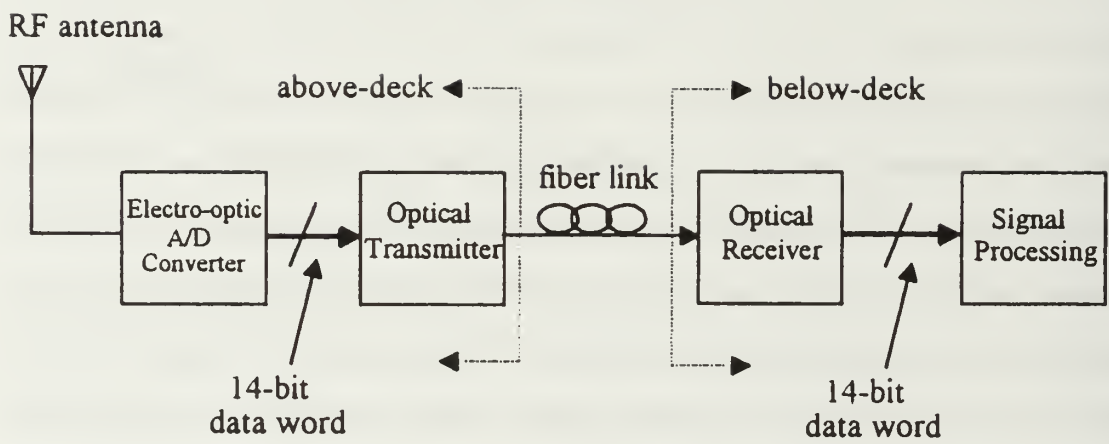 RF antenna
above-deck
below-deck
fiber link
Electro-optic
A/D
Converter
Optical
Transmitter
Optical
Receiver
Signal
Processing
14-bit
data word
14-bit
data word